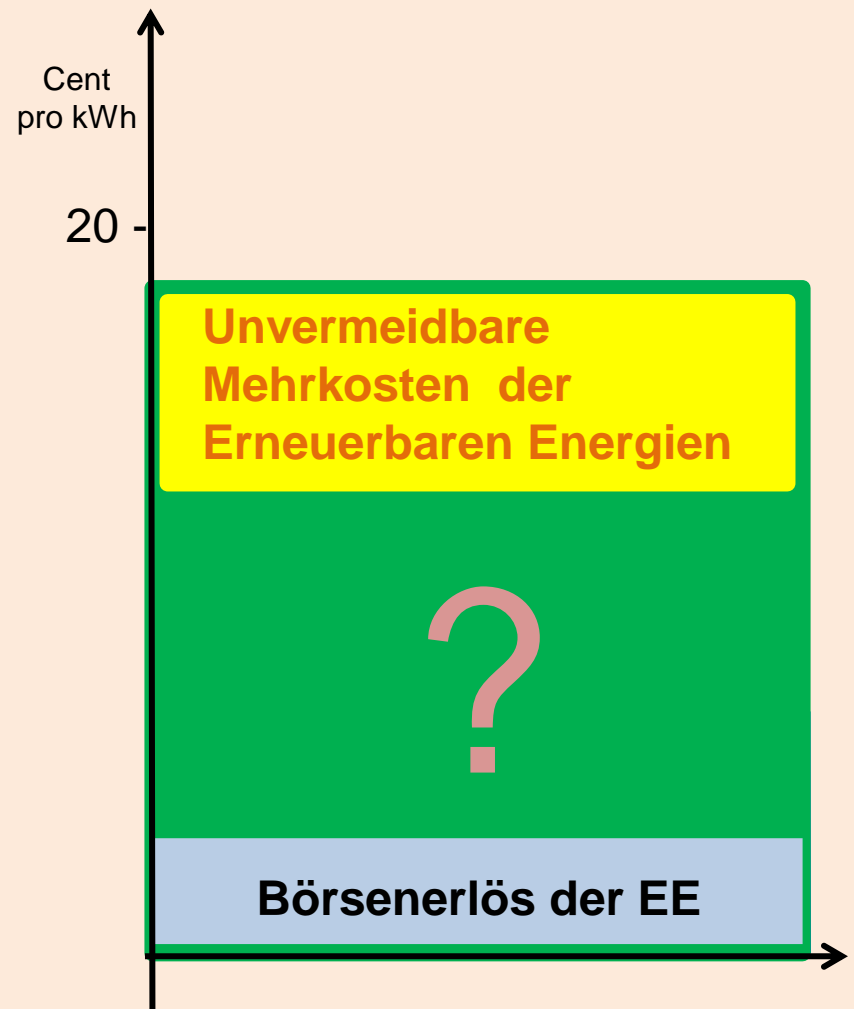 Cent
pro kWh
20 -
Unvermeidbare
Mehrkosten der
Erneuerbaren Energien
?
Börsenerlös der EE